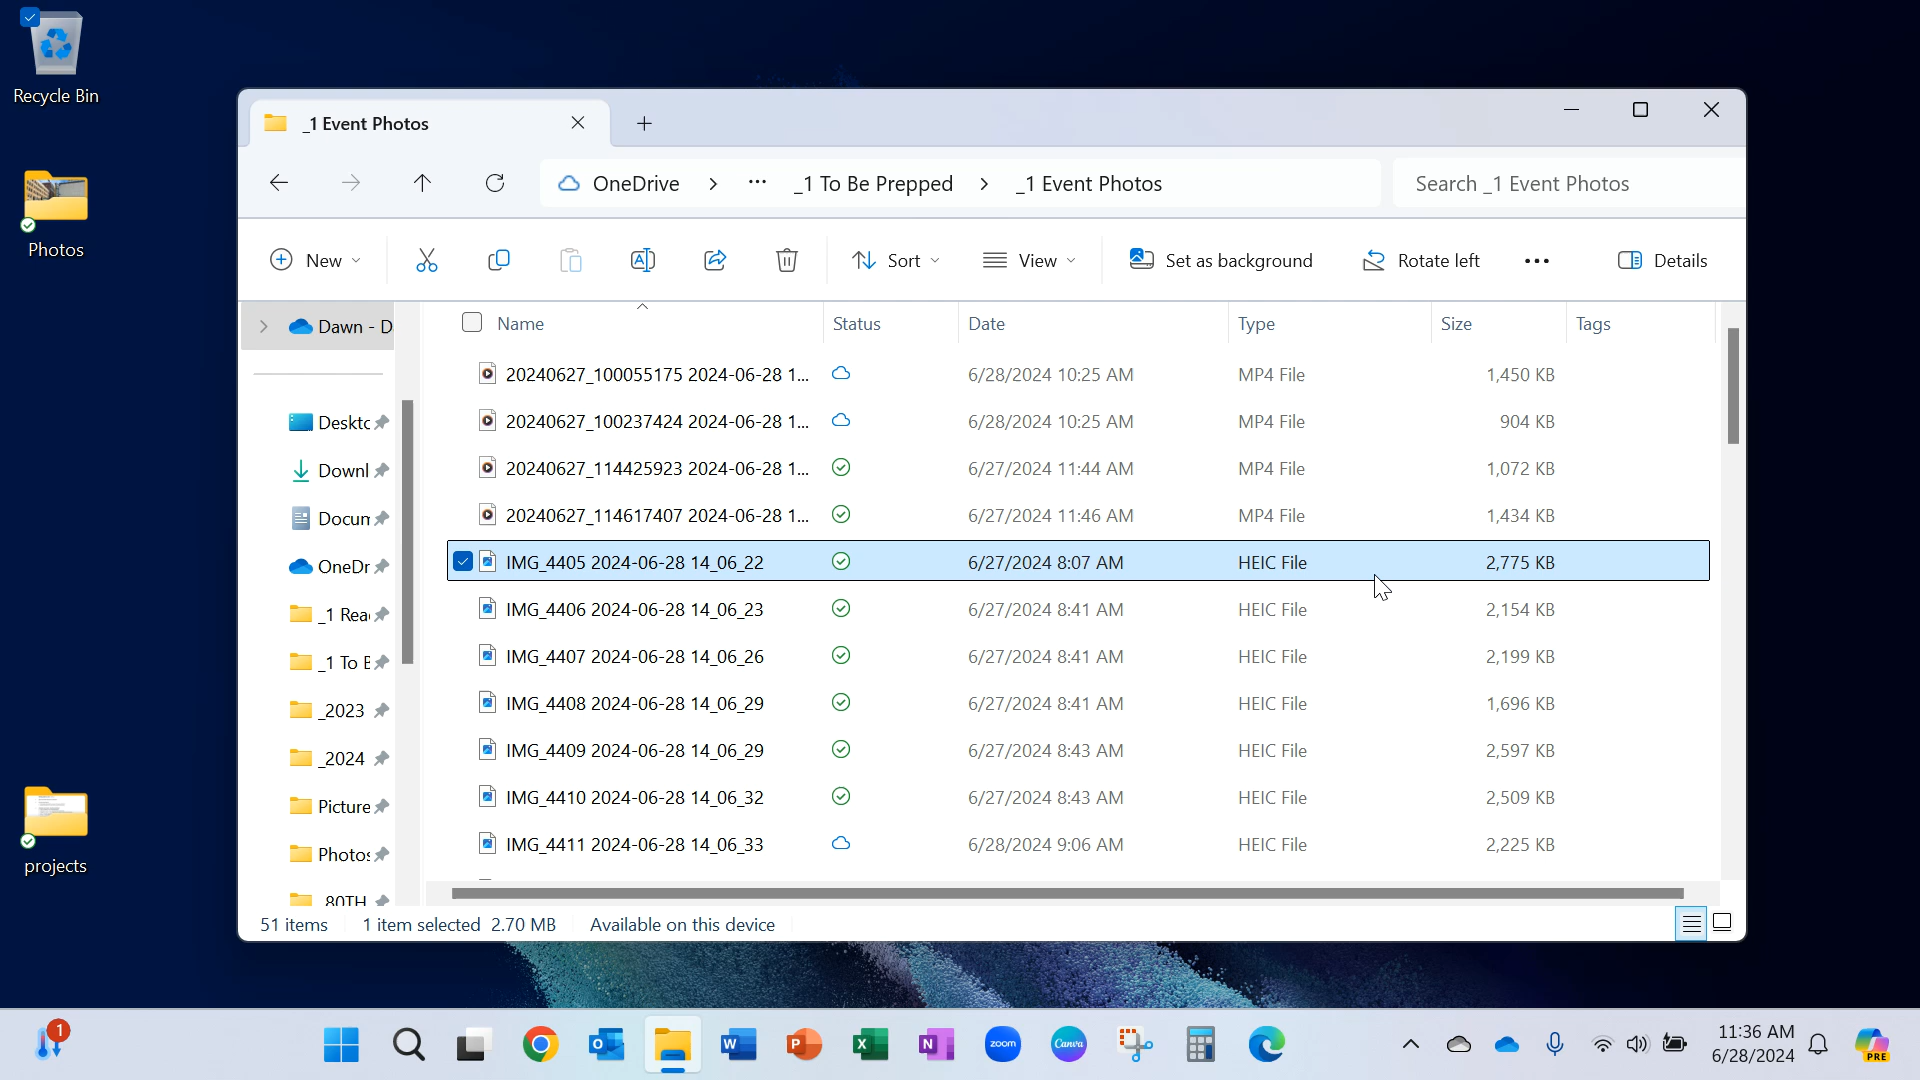 Recycle Bin
Photos
projects
_1 Event Photos
OneDrive > ... _1 To Be Prepped > _1 Event Photos
Search _1 Event Photos
New
Sort
View
Set as background
Rotate left
Details
Dawn - D
Deskto
Downl
Docum
OneDr
_1 Rea
_1 To B
_2023
_2024
Picture
Photos
80TH
Name Status Date Type Size Tags
20240627_100055175 2024-06-28 1... 6/28/2024 10:25 AM MP4 File 1,450 KB
20240627_100237424 2024-06-28 1... 6/28/2024 10:25 AM MP4 File 904 KB
20240627_114425923 2024-06-28 1... 6/27/2024 11:44 AM MP4 File 1,072 KB
20240627_114617407 2024-06-28 1... 6/27/2024 11:46 AM MP4 File 1,434 KB
IMG_4405 2024-06-28 14_06_22 6/27/2024 8:07 AM HEIC File 2,775 KB
IMG_4406 2024-06-28 14_06_23 6/27/2024 8:41 AM HEIC File 2,154 KB
IMG_4407 2024-06-28 14_06_26 6/27/2024 8:41 AM HEIC File 2,199 KB
IMG_4408 2024-06-28 14_06_29 6/27/2024 8:41 AM HEIC File 1,696 KB
IMG_4409 2024-06-28 14_06_29 6/27/2024 8:43 AM HEIC File 2,597 KB
IMG_4410 2024-06-28 14_06_32 6/27/2024 8:43 AM HEIC File 2,509 KB
IMG_4411 2024-06-28 14_06_33 6/28/2024 9:06 AM HEIC File 2,225 KB
51 items 1 item selected 2.70 MB Available on this device
1
zoom
Canva
11:36 AM
6/28/2024
PRE